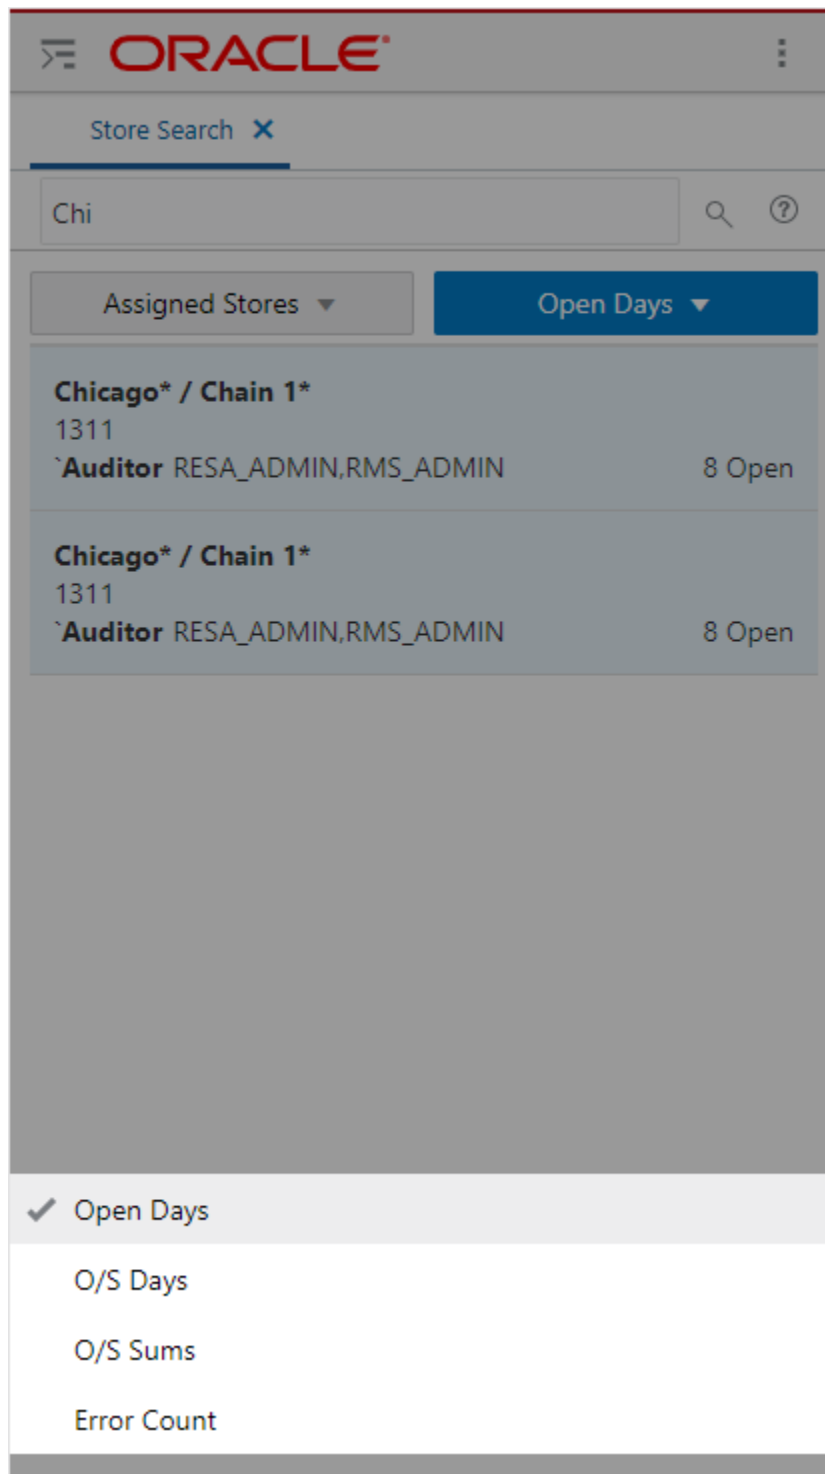 ORACLE
Store Search
Chi
Assigned Stores Open Days
Chicago* / Chain 1*
1311
`Auditor RESA_ADMIN,RMS_ADMIN 8 Open
Chicago* / Chain 1*
1311
`Auditor RESA_ADMIN,RMS_ADMIN 8 Open
Open Days
O/S Days
O/S Sums
Error Count